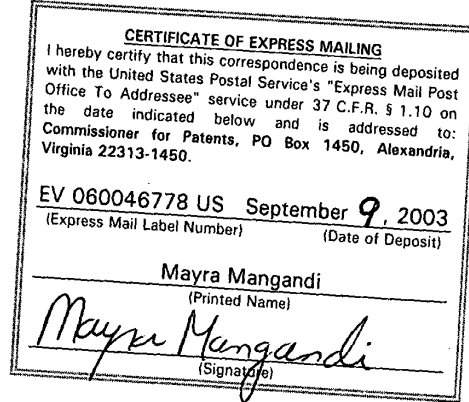 CERTIFICATE OF EXPRESS MAILING
I hereby certify that this correspondence is being deposited
with the United States Postal Service's "Express Mail Post
Office To Addressee" service under 37 C.F.R. § 1.10 on
the date indicated below and is addressed to:
Commissioner for Patents, PO Box 1450, Alexandria,
Virginia 22313-1450.
EV 060046778 US September 9, 2003
(Express Mail Label Number) (Date of Deposit)
Mayra Mangandi
(Printed Name)
Mayra Mangandi
(Signature)